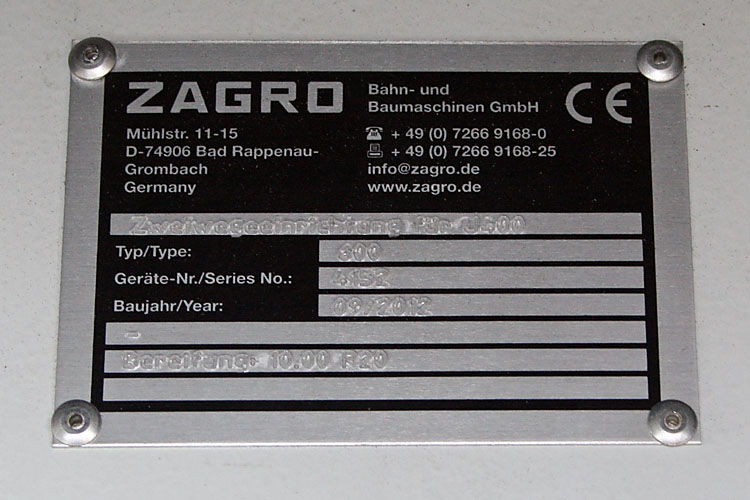 ZAGRO
Bahn- und
Baumaschinen GmbH
CE
Mühlstr. 11-15
D-74906 Bad Rappenau-
Grombach
Germany
☎ + 49 (0) 7266 9168-0
+ 49 (0) 7266 9168-25
info@zagro.de
www.zagro.de
Zweiwegeeinrichtung für U400
Typ/Type: 
Geräte-Nr./Series No.: 4152
Baujahr/Year: 09/2012
-
Bereifung: 10.00 R20